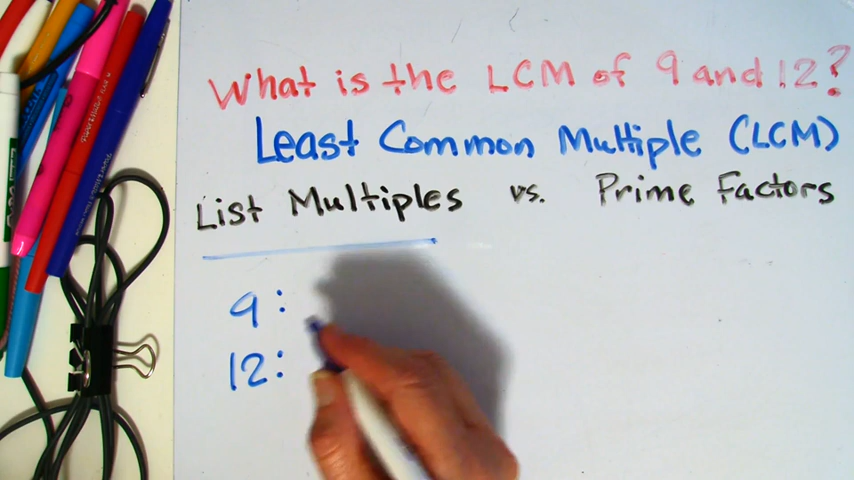 What is the LCM of 9 and 12?
Least Common Multiple (LCM)
List Multiples vs. Prime Factors
9:
12: